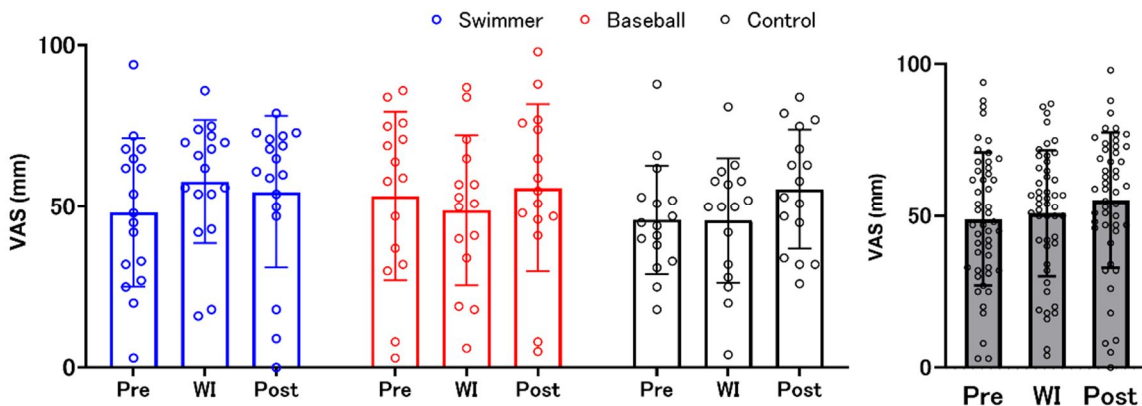 Swimmer Baseball Control
100
50
0
VAS (mm)
Pre WI Post Pre WI Post Pre WI Post
100
50
0
VAS (mm)
Pre WI Post